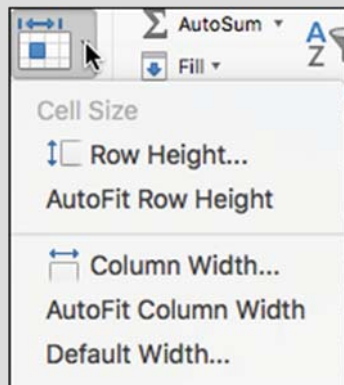 AutoSum
Fill
A
Z
Cell Size
Row Height...
AutoFit Row Height
Column Width...
AutoFit Column Width
Default Width...